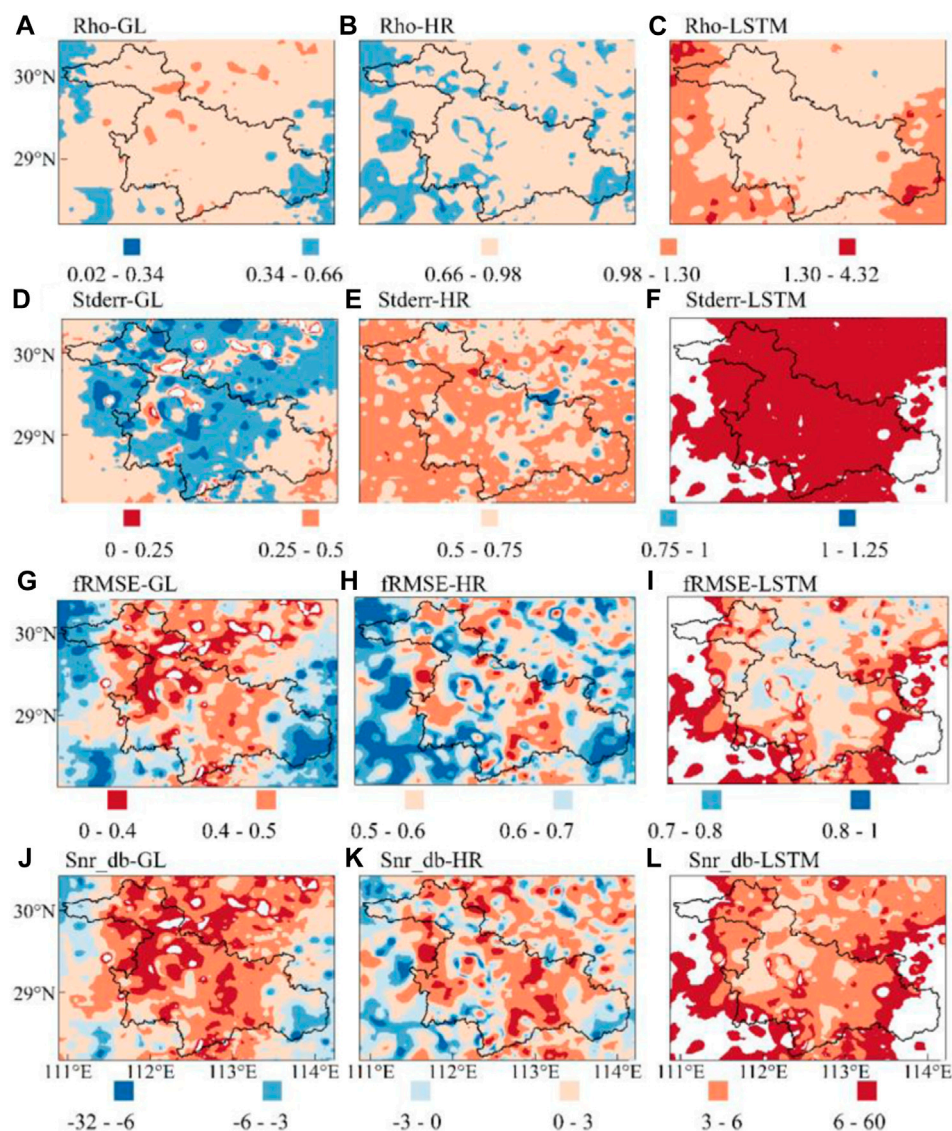 A B C
Rho-GL Rho-HR Rho-LSTM
30°N
29°N
0.02 - 0.34 0.34 - 0.66 0.66 - 0.98 0.98 - 1.30 1.30 - 4.32
D E F
Stderr-GL Stderr-HR Stderr-LSTM
30°N
29°N
0 - 0.25 0.25 - 0.5 0.5 - 0.75 0.75 - 1 1 - 1.25
G H I
fRMSE-GL fRMSE-HR fRMSE-LSTM
30°N
29°N
0 - 0.4 0.4 - 0.5 0.5 - 0.6 0.6 - 0.7 0.7 - 0.8 0.8 - 1
J K L
Snr_db-GL Snr_db-HR Snr_db-LSTM
30°N
29°N
111°E 112°E 113°E 114°E 111°E 112°E 113°E 114°E 111°E 112°E 113°E 114°E
-32 - -6 -6 - -3 -3 - 0 0 - 3 3 - 6 6 - 60